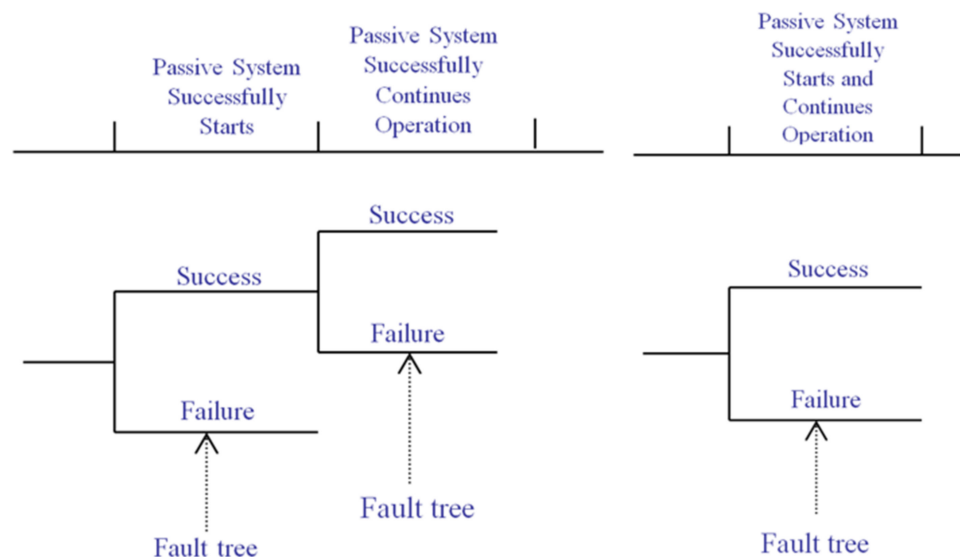 Passive System
Successfully
Starts
Passive System
Successfully
Continues
Operation
Passive System
Successfully
Starts and
Continues
Operation
Success
Success
Failure
Failure
Fault tree
Fault tree
Success
Failure
Fault tree